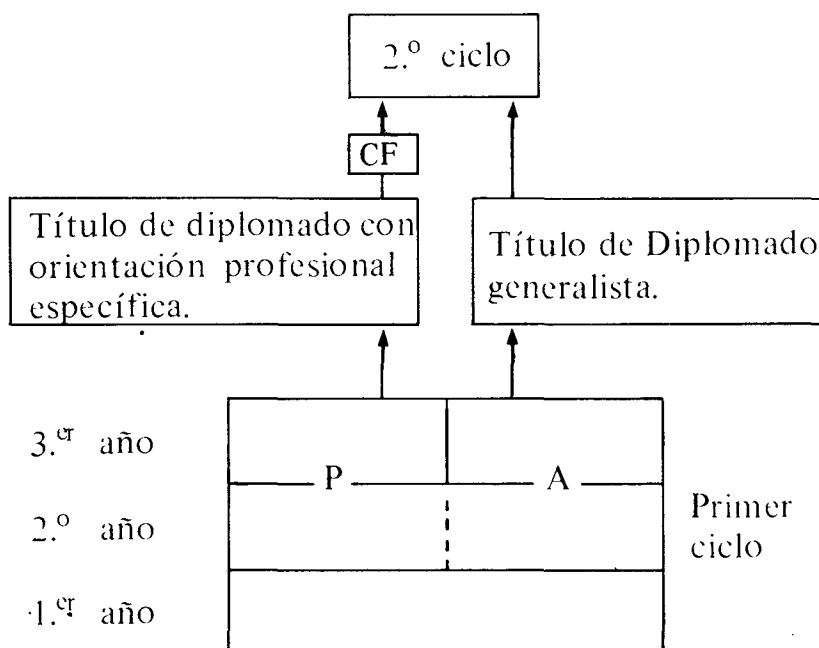 2.º ciclo
CF
Título de diplomado con
orientación profesional
específica.
Título de Diplomado
generalista.
3.er año
P
A
2.º año
Primer
ciclo
1.er año